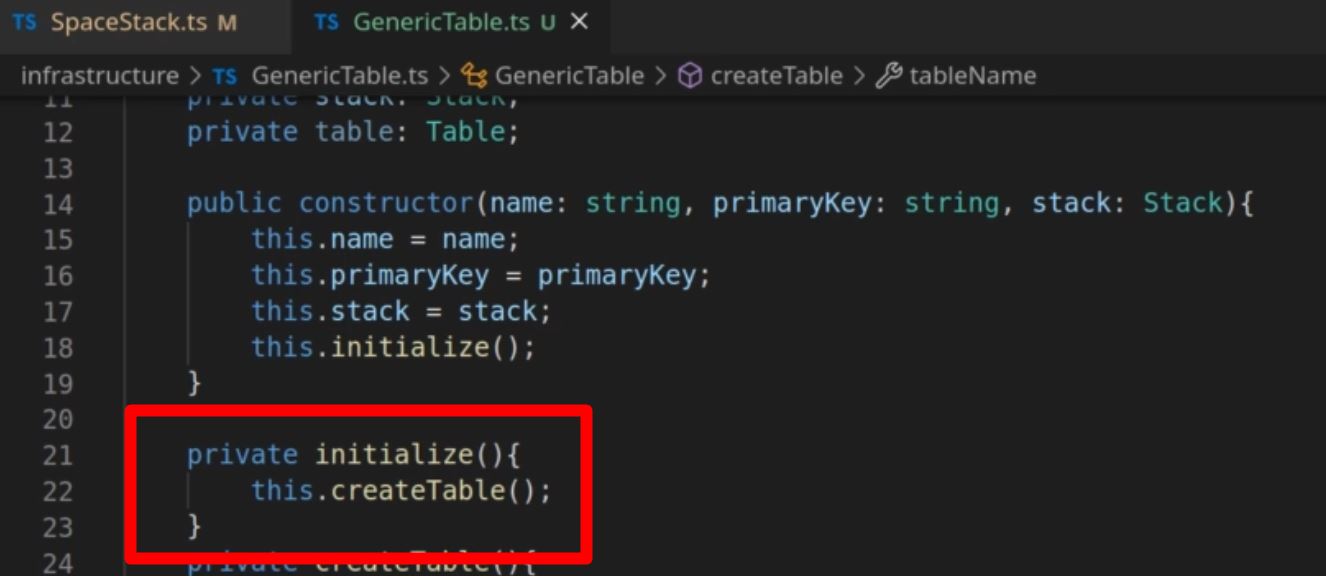 TS SpaceStack.ts M TS GenericTable.ts U ×
infrastructure > TS GenericTable.ts > GenericTable > createTable > tableName
11 private stack: Stack;
12 private table: Table;
13
14 public constructor(name: string, primaryKey: string, stack: Stack){
15 this.name = name;
16 this.primaryKey = primaryKey;
17 this.stack = stack;
18 this.initialize();
19 }
20
21 private initialize(){
22 this.createTable();
23 }
24 private createTable(){